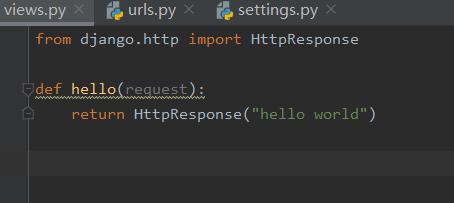 views.py urls.py settings.py
from django.http import HttpResponse
def hello(request):
    return HttpResponse("hello world")